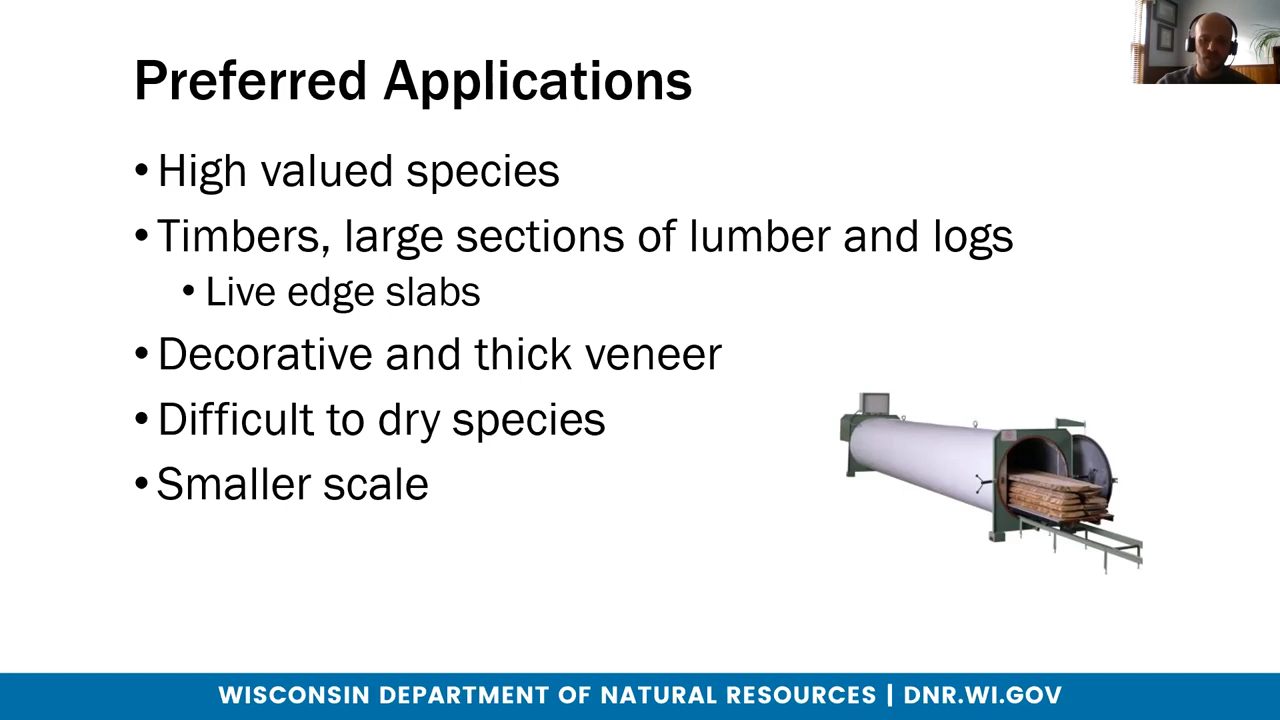 Preferred Applications
• High valued species
• Timbers, large sections of lumber and logs
• Live edge slabs
• Decorative and thick veneer
• Difficult to dry species
• Smaller scale
WISCONSIN DEPARTMENT OF NATURAL RESOURCES | DNR.WI.GOV